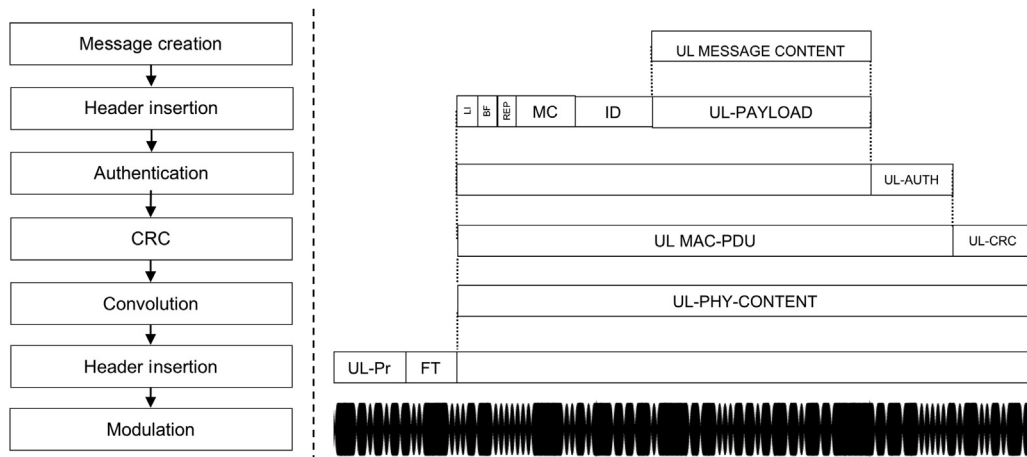 Message creation
UL MESSAGE CONTENT
Header insertion
LI BF REP MC ID UL-PAYLOAD
Authentication
UL-AUTH
CRC
UL MAC-PDU UL-CRC
Convolution
UL-PHY-CONTENT
Header insertion
UL-Pr FT
Modulation